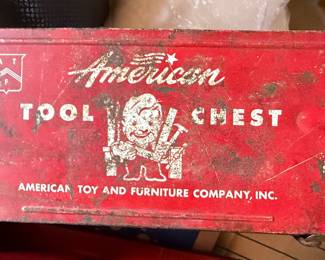 American
TOOL CHEST
AMERICAN TOY AND FURNITURE COMPANY, INC.